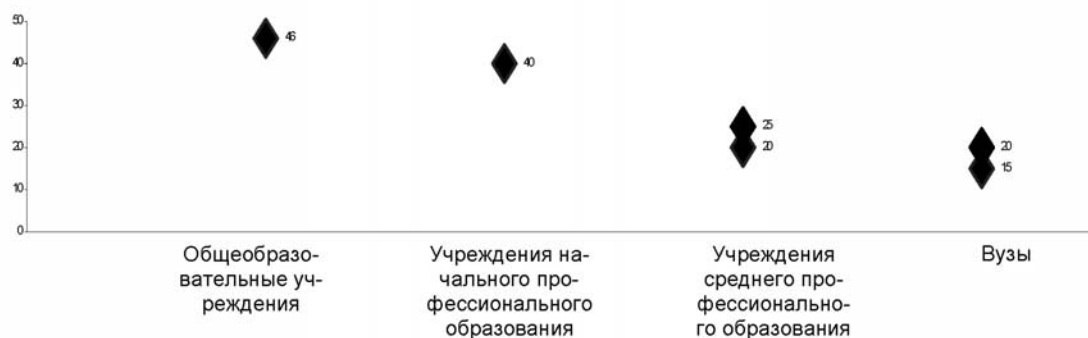 50
46
40
40
30
25
20
20
20
15
10
0
Общеобразо-
вательные уч-
реждения
Учреждения на-
чального про-
фессионального
образования
Учреждения
среднего про-
фессионально-
го образования
Вузы